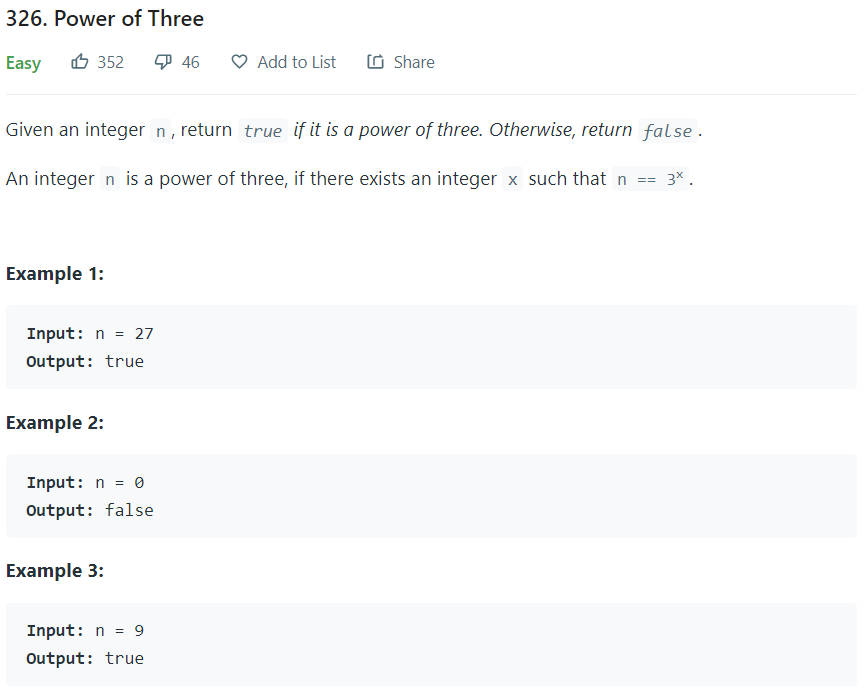 326. Power of Three
Easy 352 46 Add to List Share
Given an integer n, return true if it is a power of three. Otherwise, return false.
An integer n is a power of three, if there exists an integer x such that n == 3ˣ.
Example 1:
Input: n = 27
Output: true
Example 2:
Input: n = 0
Output: false
Example 3:
Input: n = 9
Output: true